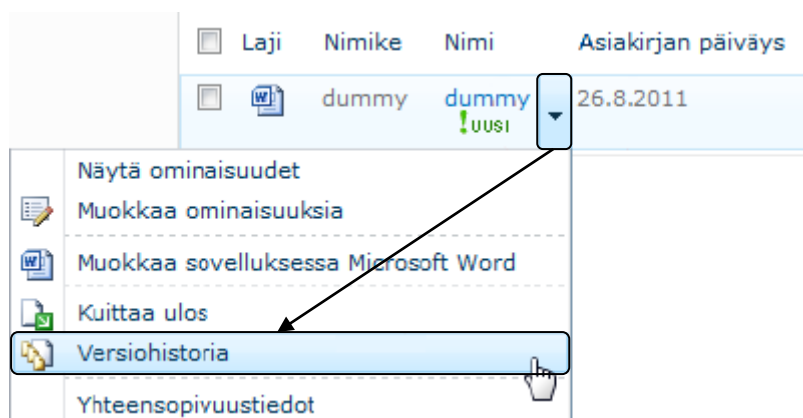 Laji Nimike Nimi Asiakirjan päiväys
dummy dummy 26.8.2011
! uusi
Näytä ominaisuudet
Muokkaa ominaisuuksia
Muokkaa sovelluksessa Microsoft Word
Kuittaa ulos
Versiohistoria
Yhteensopivuustiedot